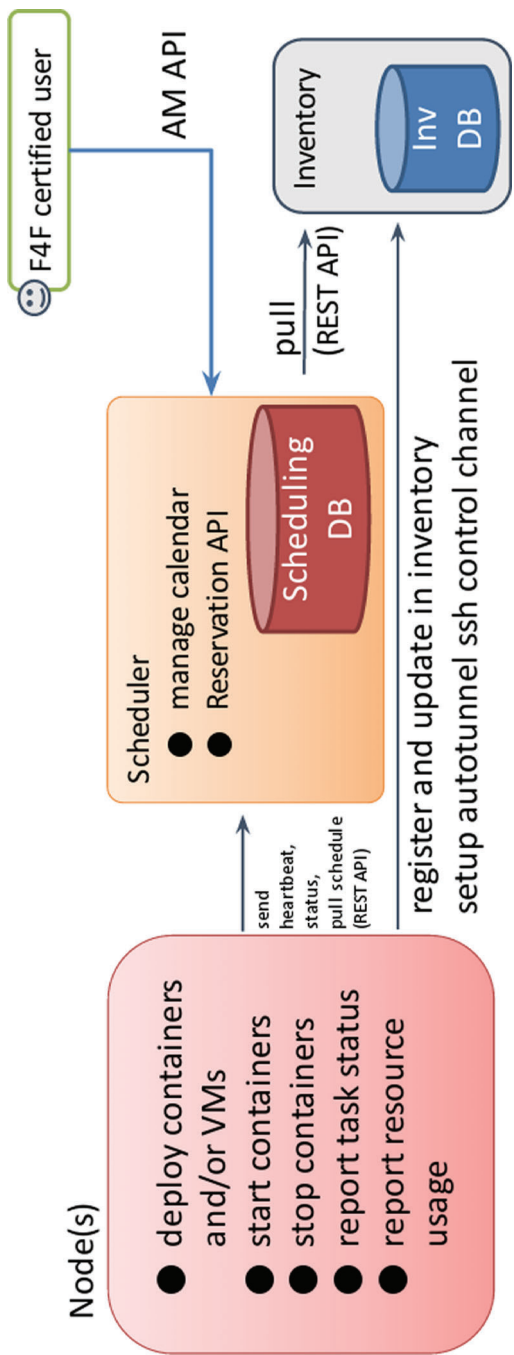 Node(s)
deploy containers
and/or VMs
start containers
stop containers
report task status
report resource
usage
send
heartbeat,
status,
pull schedule
(REST API)
Scheduler
manage calendar
Reservation API
Scheduling
DB
F4F certified user
AM API
pull
(REST API)
Inventory
Inv
DB
register and update in inventory
setup autotunnel ssh control channel